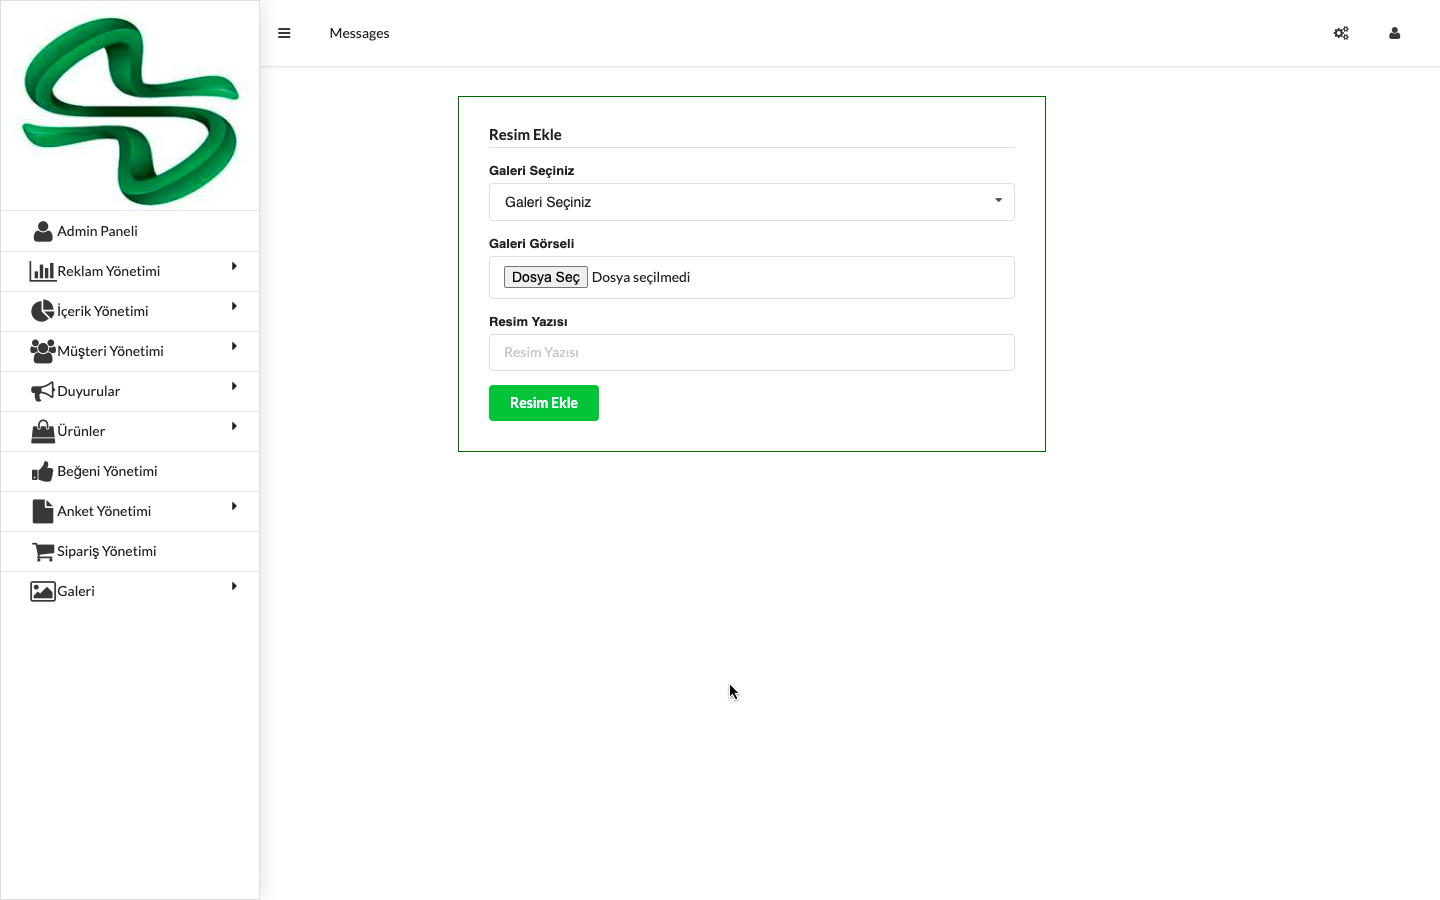 Messages
Admin Paneli
Reklam Yönetimi
İçerik Yönetimi
Müşteri Yönetimi
Duyurular
Ürünler
Beğeni Yönetimi
Anket Yönetimi
Sipariş Yönetimi
Galeri
Resim Ekle
Galeri Seçiniz
Galeri Seçiniz
Galeri Görseli
Dosya Seç Dosya seçilmedi
Resim Yazısı
Resim Yazısı
Resim Ekle